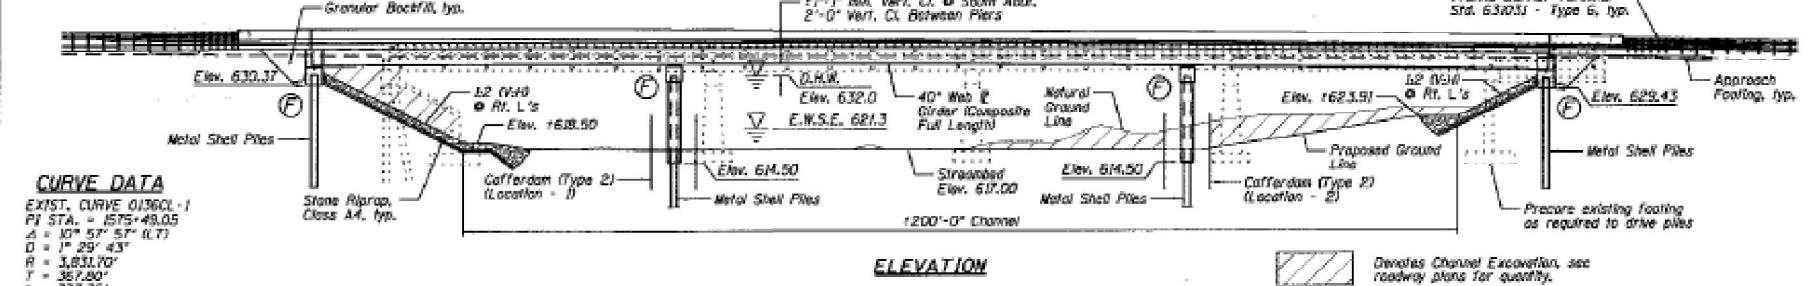 Granular Backfill, typ.
2'-0" Vert. Cl. Between Piers
Std. 631031 - Type 6, typ.
Elev. 630.37
F
Metal Shell Piles
1:2 (V:H)
@ Rt. L's
Elev. ±618.50
Stone Riprap,
Class A4, typ.
Cofferdam (Type 2)
(Location - 1)
F
Elev. 614.50
Metal Shell Piles
D.H.W.
Elev. 632.0
E.W.S.E. 621.3
40" Web ℄
Girder (Composite
Full Length)
Natural
Ground
Line
Streambed
Elev. 617.00
±200'-0" Channel
F
Elev. 614.50
Metal Shell Piles
Cofferdam (Type 2)
(Location - 2)
Elev. ±623.91
1:2 (V:H)
@ Rt. L's
Proposed Ground
Line
F
Elev. 629.43
Approach
Footing, typ.
Metal Shell Piles
Precore existing footing
as required to drive piles
CURVE DATA
EXIST. CURVE 0136CL-1
PI STA. = 1575+49.05
Δ = 10° 57' 57" (LT)
D = 1° 29' 43"
R = 3,831.70'
T = 367.80'
ELEVATION
Denotes Channel Excavation, see
roadway plans for quantity.